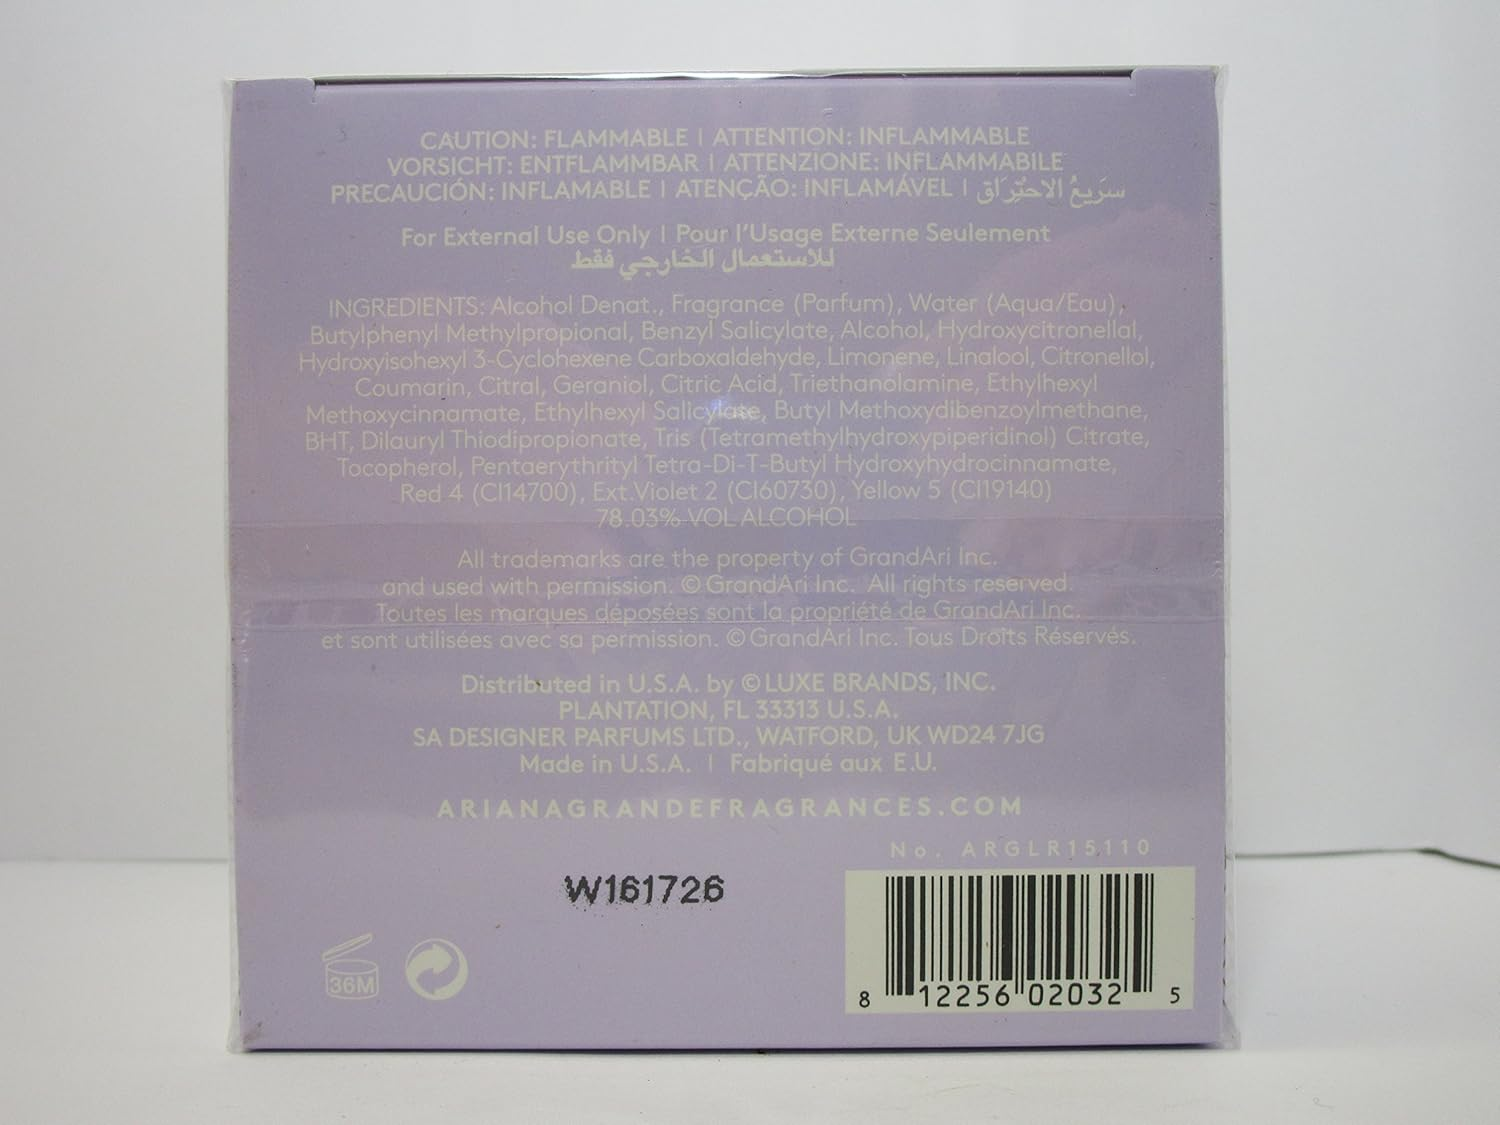 CAUTION: FLAMMABLE | ATTENTION: INFLAMMABLE
VORSICHT: ENTFLAMMBAR | ATTENZIONE: INFLAMMABILE
PRECAUCIÓN: INFLAMABLE | ATENÇÃO: INFLAMÁVEL | سَرَيعُ الاحْتِرَاق
For External Use Only | Pour l'Usage Externe Seulement
للاستعمال الخارجي فقط
INGREDIENTS: Alcohol Denat., Fragrance (Parfum), Water (Aqua/Eau),
Butylphenyl Methylpropional, Benzyl Salicylate, Alcohol, Hydroxycitronellal,
Hydroxyisohexyl 3-Cyclohexene Carboxaldehyde, Limonene, Linalool, Citronellol,
Coumarin, Citral, Geraniol, Citric Acid, Triethanolamine, Ethylhexyl
Methoxycinnamate, Ethylhexyl Salicylate, Butyl Methoxydibenzoylmethane,
BHT, Dilauryl Thiodipropionate, Tris (Tetramethylhydroxypiperidinol) Citrate,
Tocopherol, Pentaerythrityl Tetra-Di-T-Butyl Hydroxyhydrocinnamate,
Red 4 (CI14700), Ext.Violet 2 (CI60730), Yellow 5 (CI19140)
78.03% VOL ALCOHOL
All trademarks are the property of GrandAri Inc.
and used with permission. © GrandAri Inc. All rights reserved.
Toutes les marques déposées sont la propriété de GrandAri Inc.
et sont utilisées avec sa permission. © GrandAri Inc. Tous Droits Réservés.
Distributed in U.S.A. by © LUXE BRANDS, INC.
PLANTATION, FL 33313 U.S.A.
SA DESIGNER PARFUMS LTD., WATFORD, UK WD24 7JG
Made in U.S.A. | Fabriqué aux E.U.
ARIANAGRANDEFRAGRANCES.COM
No. ARGLR15110
W161726
36M
8 12256 02032 5